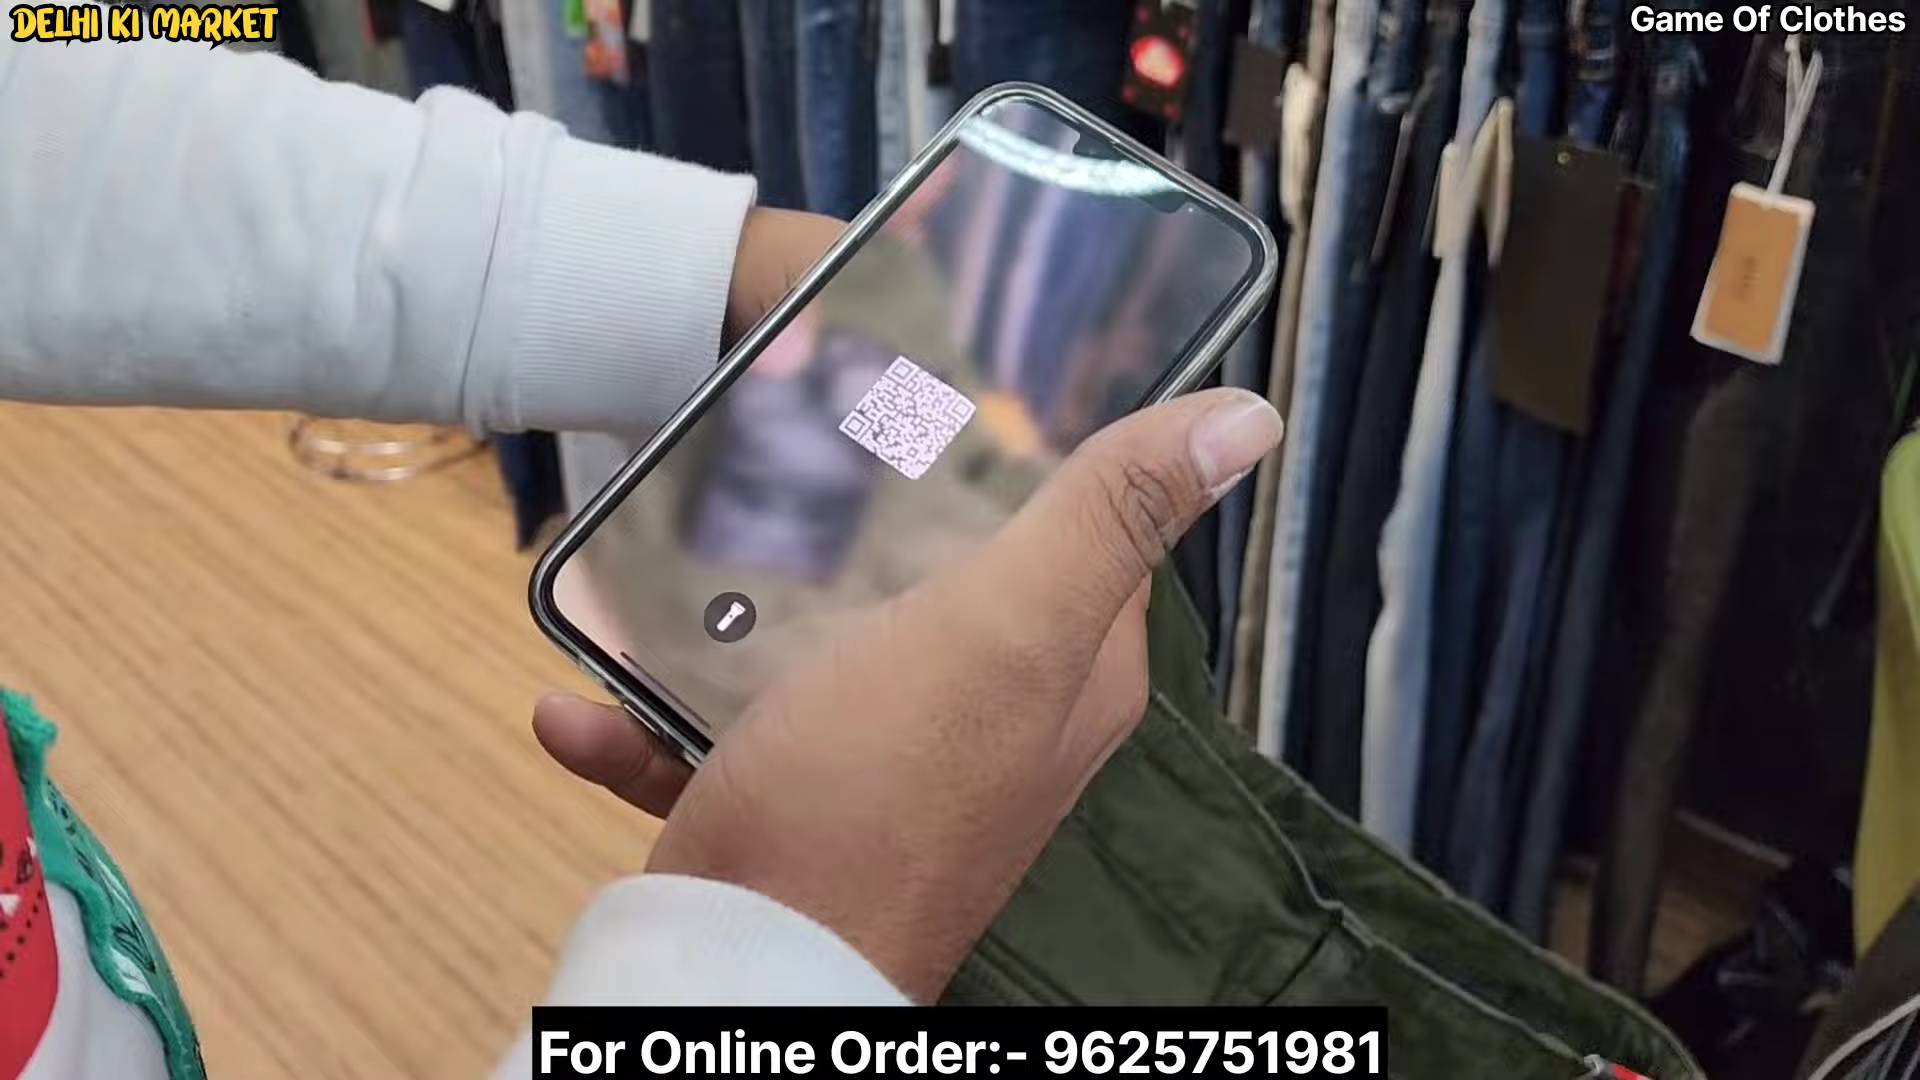 DELHI KI MARKET
Game Of Clothes
For Online Order:- 9625751981